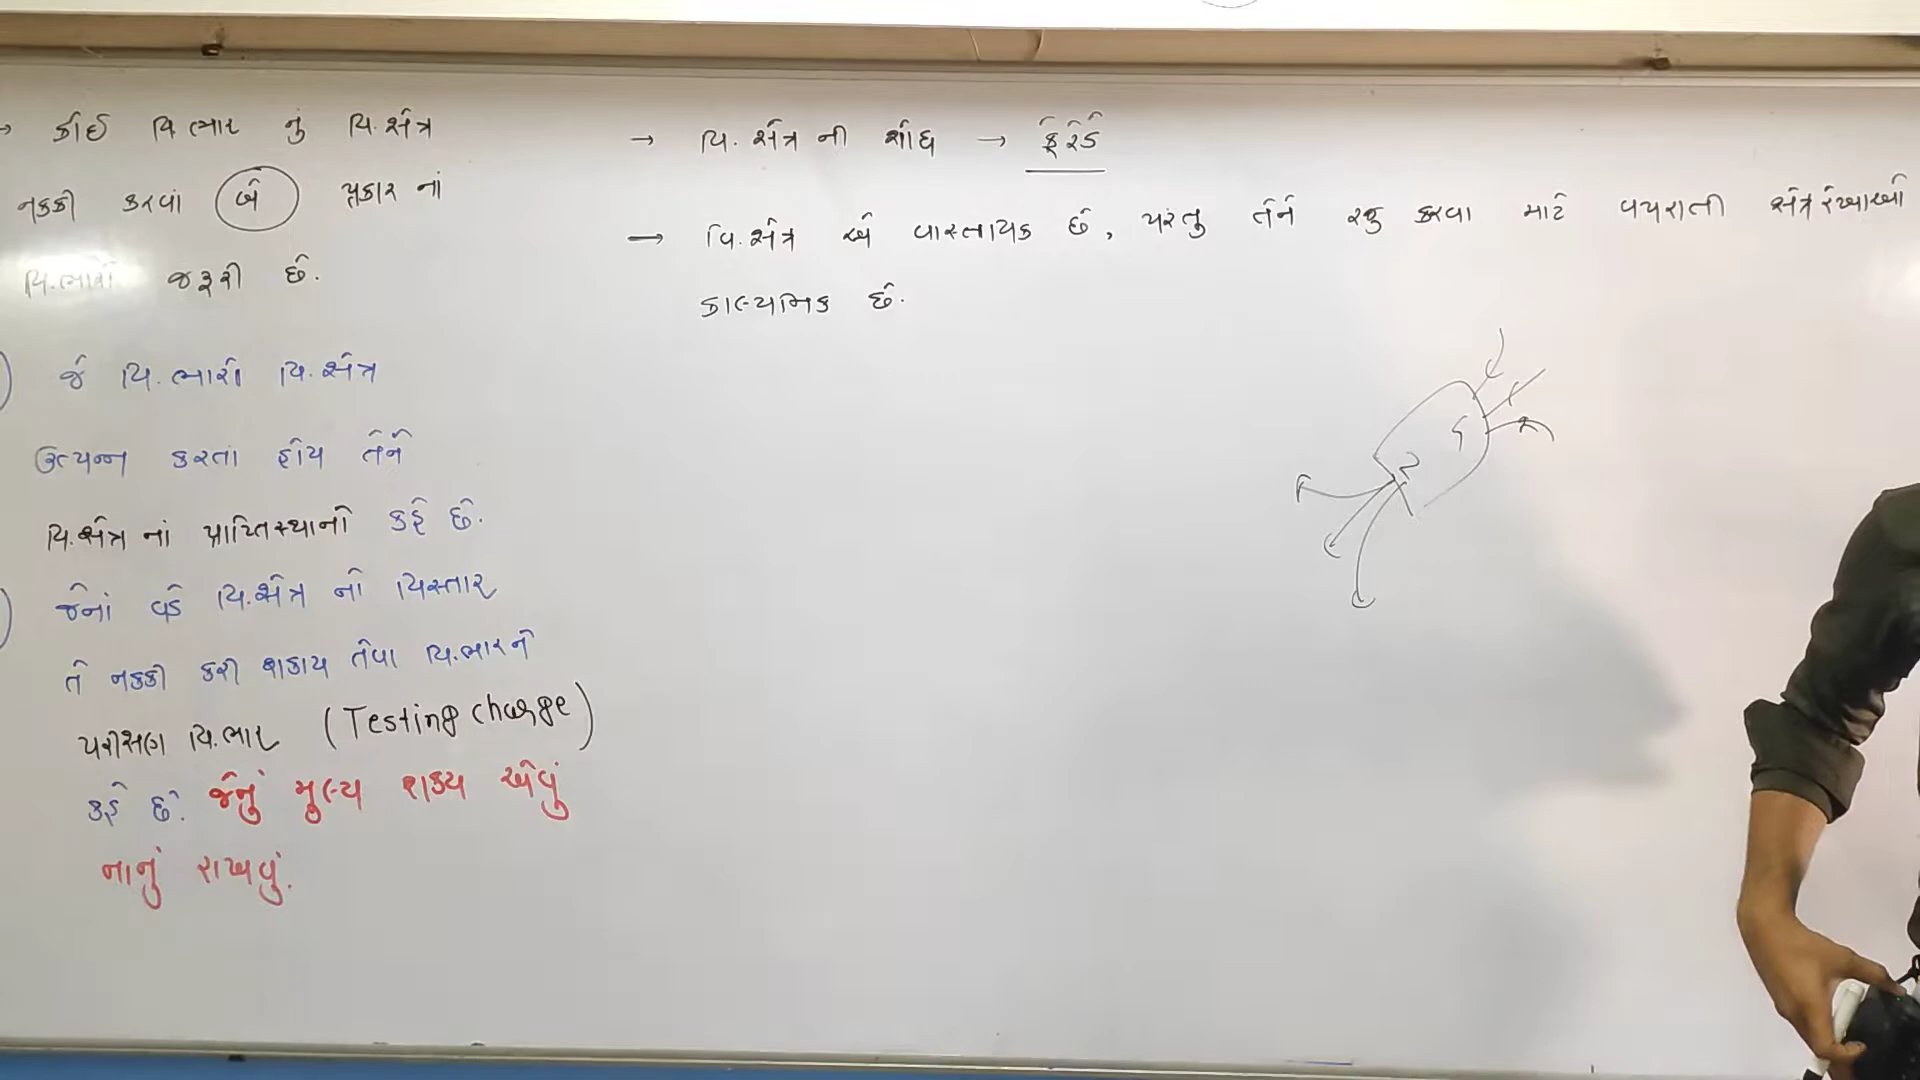 → કોઈ વિ.ભાર નું વિ.ક્ષેત્ર
નક્કી કરવાં બે પ્રકાર નાં
વિ.ભારો જરૂરી છે.
જે વિ.ભારો વિ.ક્ષેત્ર
ઉત્પન્ન કરતાં હોય તેને
વિ.ક્ષેત્ર નાં પ્રાપ્તિસ્થાનો કહે છે.
જેનાં વડે વિ.ક્ષેત્ર નો વિસ્તાર
તે નક્કી કરી શકાય તેવા વિ.ભારને
પરીક્ષણ વિ.ભાર (Testing charge)
કહે છે. જેનું મૂલ્ય શક્ય એવું
નાનું રાખવું.
→ વિ. ક્ષેત્ર ની શોધ → ફેરેડે
→ વિ. ક્ષેત્ર એ વાસ્તવિક છે, પરંતુ તેને રજુ કરવા માટે વપરાતી ક્ષેત્રરેખાઓ
કાલ્પનિક છે.